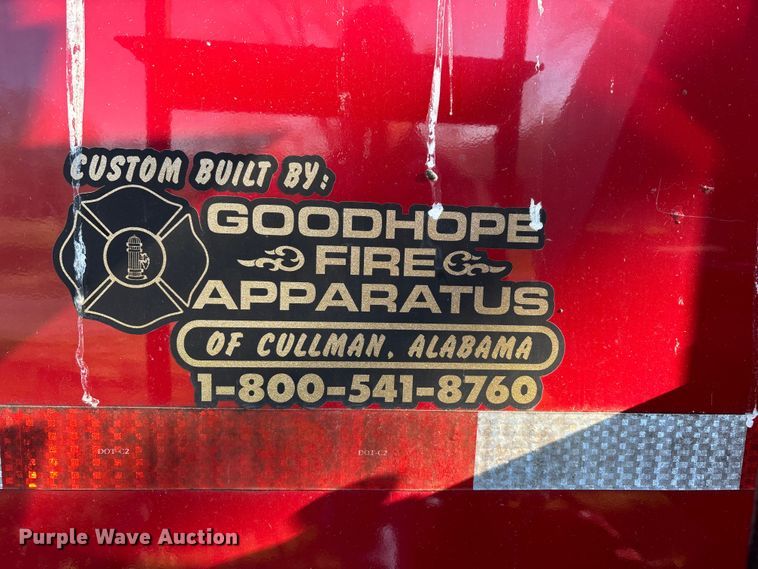 CUSTOM BUILT BY:
GOODHOPE
FIRE
APPARATUS
OF CULLMAN, ALABAMA
1-800-541-8760
DOT-C2 DOT-C2
Purple Wave Auction®